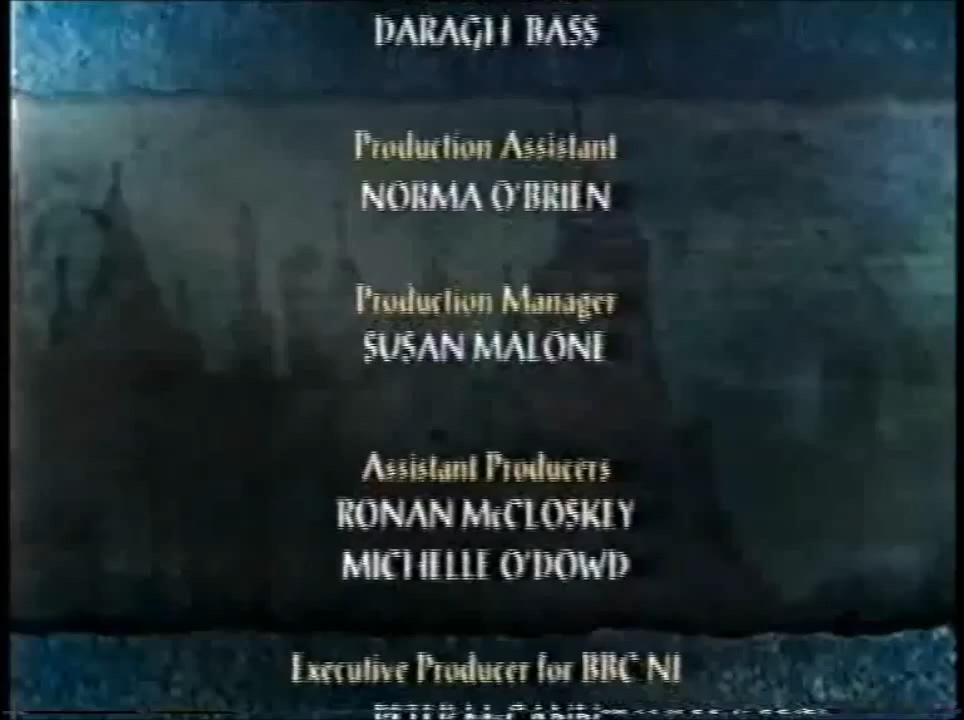 DARAGH BASS
Production Assistant
NORMA O'BRIEN
Production Manager
SUSAN MALONE
Assistant Producers
RONAN McCLOSKEY
MICHELLE O'DOWD
Executive Producer for BBC NI